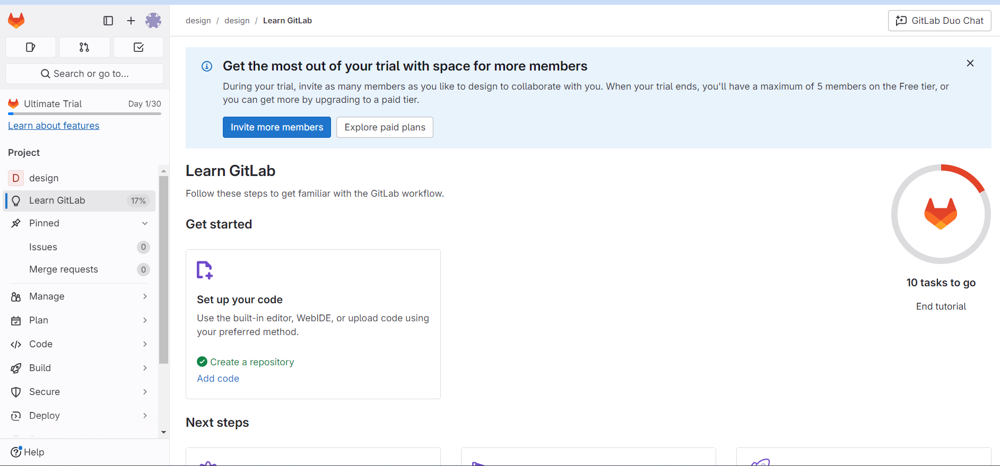 design / design / Learn GitLab
GitLab Duo Chat
Search or go to...
Ultimate Trial Day 1/30
Learn about features
Project
D design
Learn GitLab 17%
Pinned
Issues 0
Merge requests 0
Manage
Plan
Code
Build
Secure
Deploy
Help
Get the most out of your trial with space for more members
During your trial, invite as many members as you like to design to collaborate with you. When your trial ends, you'll have a maximum of 5 members on the Free tier, or
you can get more by upgrading to a paid tier.
Invite more members Explore paid plans
Learn GitLab
Follow these steps to get familiar with the GitLab workflow.
Get started
Set up your code
Use the built-in editor, WebIDE, or upload code using
your preferred method.
Create a repository
Add code
10 tasks to go
End tutorial
Next steps